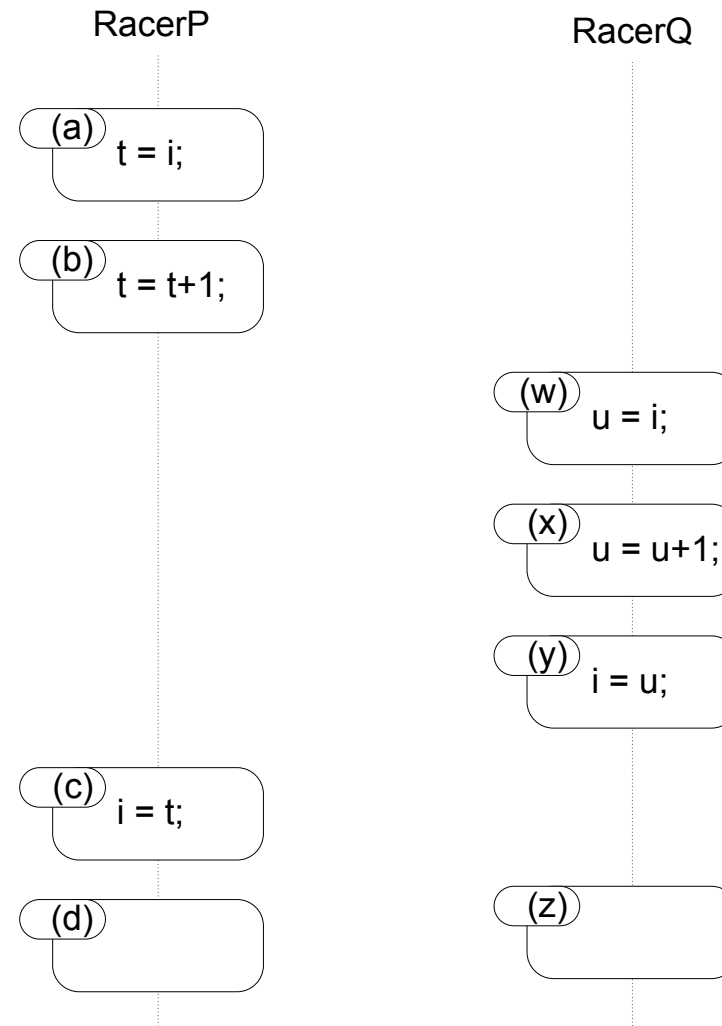 RacerP
RacerQ
(a)
t = i;
(b)
t = t+1;
(w)
u = i;
(x)
u = u+1;
(y)
i = u;
(c)
i = t;
(d)
(z)